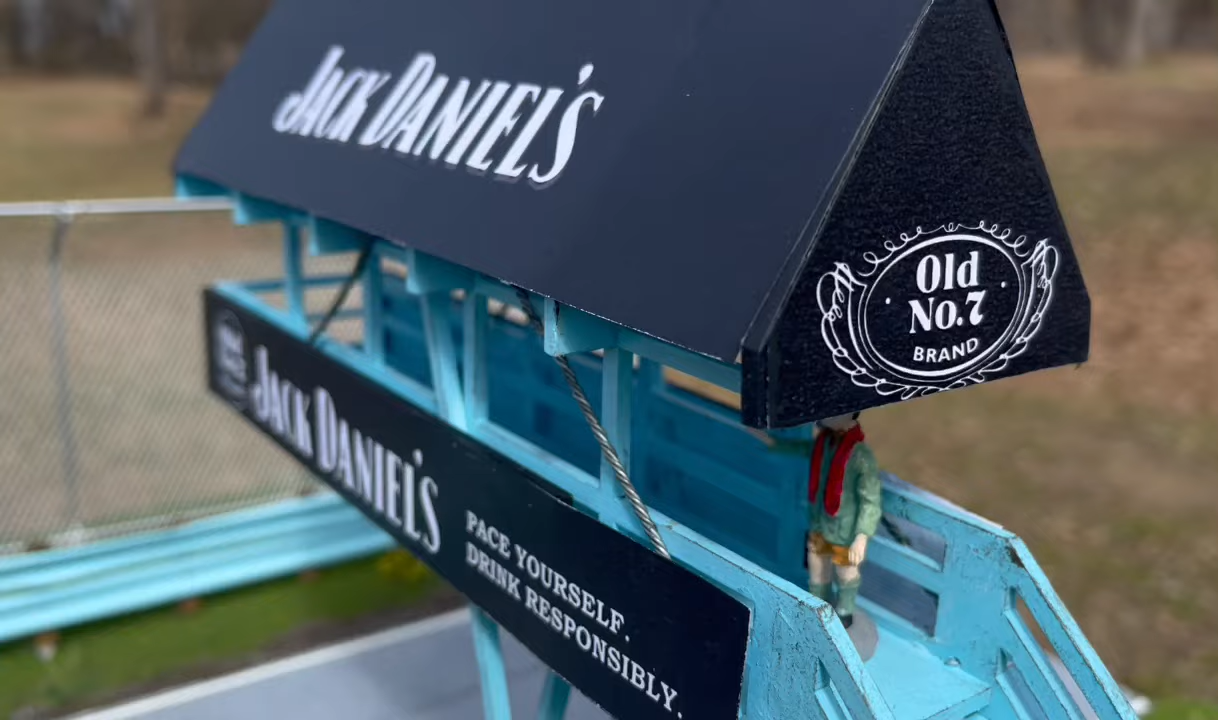 JACK DANIEL'S
Old
No.7
BRAND
JACK DANIEL'S
PACE YOURSELF.
DRINK RESPONSIBLY.